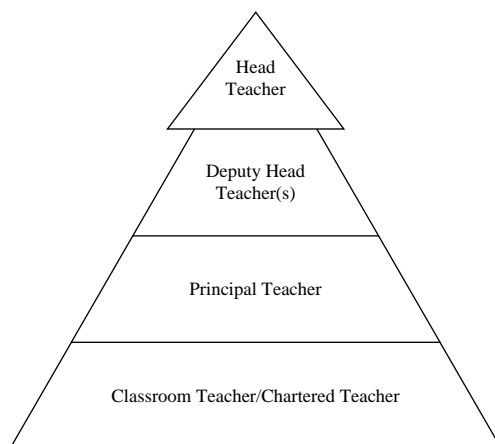 Head
Teacher
Deputy Head
Teacher(s)
Principal Teacher
Classroom Teacher/Chartered Teacher